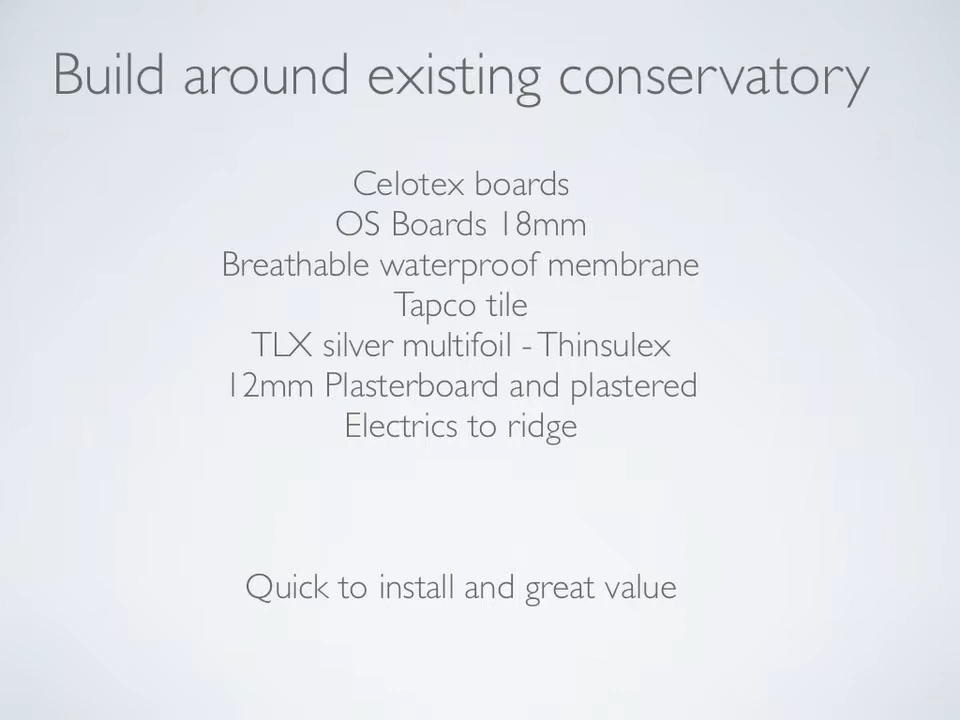 Build around existing conservatory
Celotex boards
OS Boards 18mm
Breathable waterproof membrane
Tapco tile
TLX silver multifoil - Thinsulex
12mm Plasterboard and plastered
Electrics to ridge
Quick to install and great value